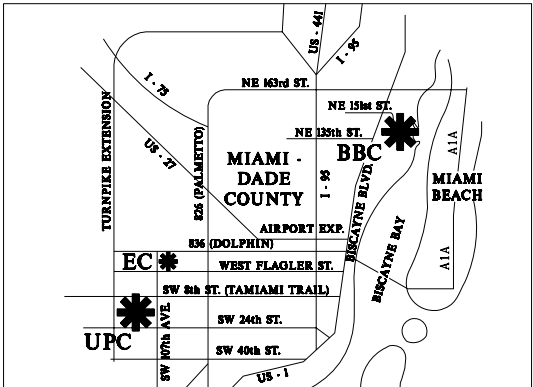 US - 441
I - 95
I - 75
NE 163rd ST.
NE 151st ST.
NE 135th ST.
BBC
A1A
TURNPIKE EXTENSION
US - 27
826 (PALMETTO)
MIAMI -
DADE
COUNTY
I - 95
BISCAYNE BLVD.
MIAMI
BEACH
AIRPORT EXP.
836 (DOLPHIN)
BISCAYNE BAY
A1A
EC
WEST FLAGLER ST.
SW 8th ST. (TAMIAMI TRAIL)
UPC
SW 107th AVE.
SW 24th ST.
SW 40th ST.
US - 1